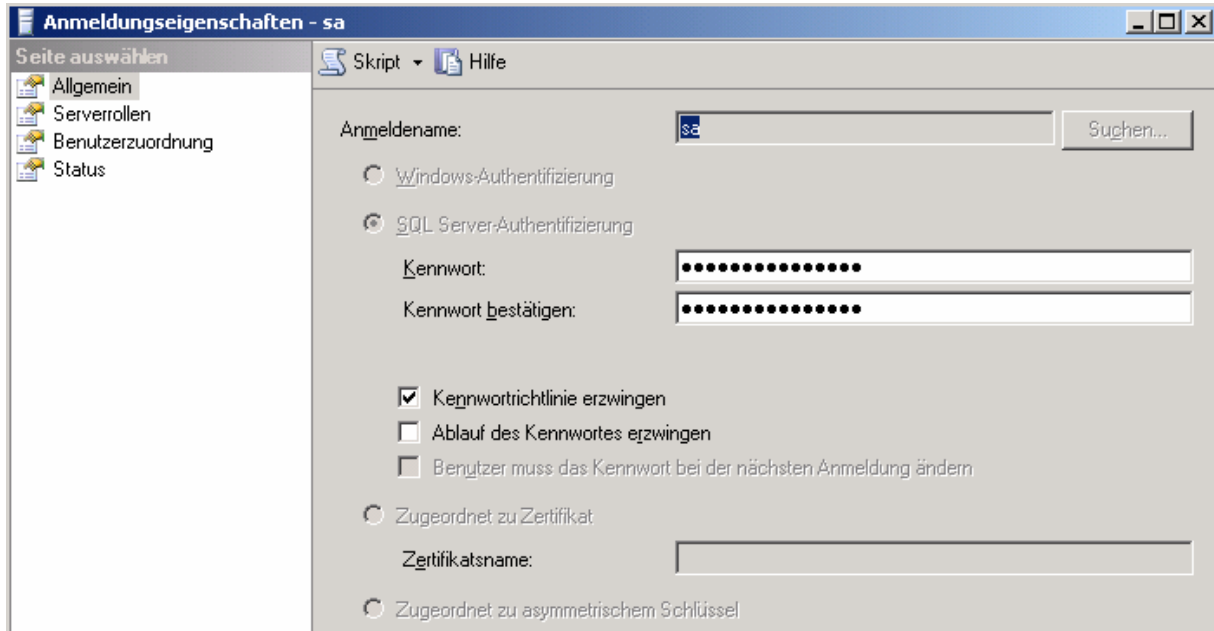 Anmeldungseigenschaften - sa
Seite auswählen
Allgemein
Serverrollen
Benutzerzuordnung
Status
Skript Hilfe
Anmeldename: sa Suchen...
Windows-Authentifizierung
SQL Server-Authentifizierung
Kennwort: ●●●●●●●●●●●●●●●
Kennwort bestätigen: ●●●●●●●●●●●●●●●
Kennwortrichtlinie erzwingen
Ablauf des Kennwortes erzwingen
Benutzer muss das Kennwort bei der nächsten Anmeldung ändern
Zugeordnet zu Zertifikat
Zertifikatsname:
Zugeordnet zu asymmetrischem Schlüssel